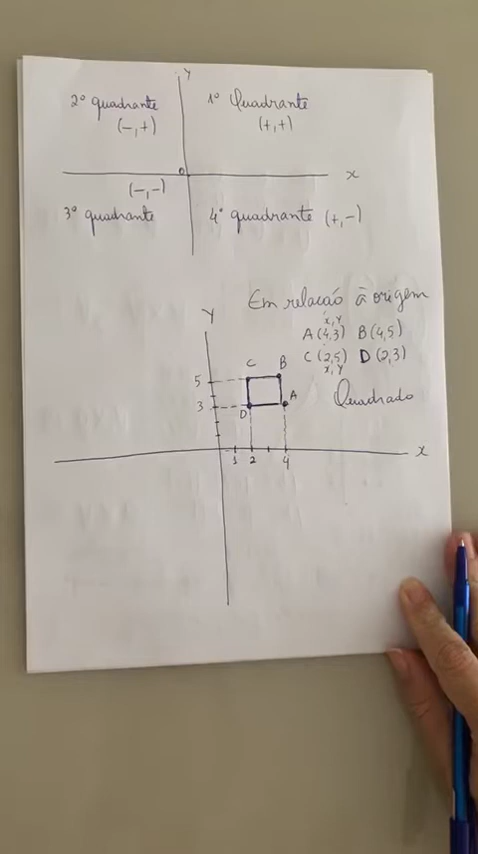 y
2º quadrante 1º Quadrante
(-,+) (+,+)
0 x
(-,-)
3º quadrante 4º quadrante (+,-)
Em relacaõ à origem
Y
x,y
A(4,3) B(4,5)
C(2,5) D(2,3)
x,y
Quadrado
C B
5
3 D A
x
1 2 4